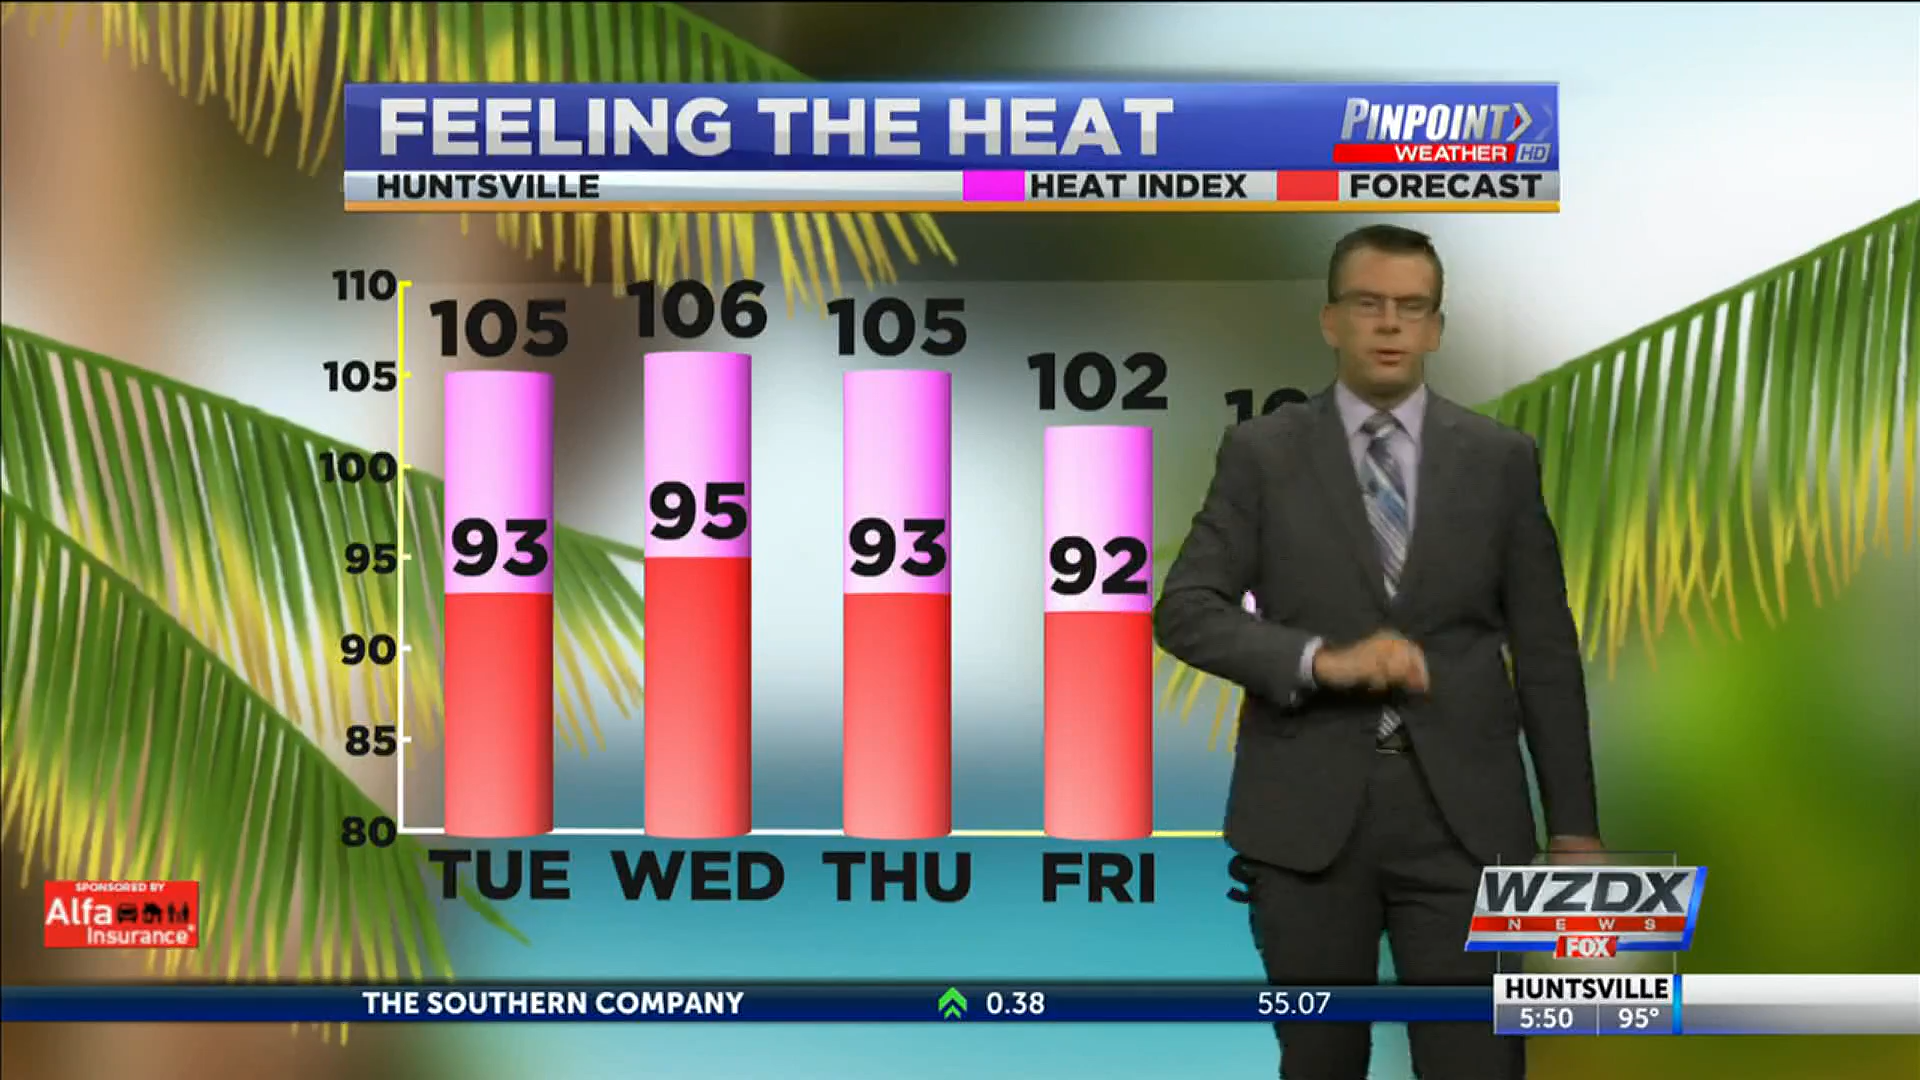 FEELING THE HEAT
PINPOINT
WEATHER HD
HUNTSVILLE
HEAT INDEX
FORECAST
110
105
100
95
90
85
80
105
106
105
102
93
95
93
92
TUE
WED
THU
FRI
SPONSORED BY
Alfa
Insurance®
WZDX
NEWS
FOX
THE SOUTHERN COMPANY 0.38 55.07
HUNTSVILLE
5:50 95°